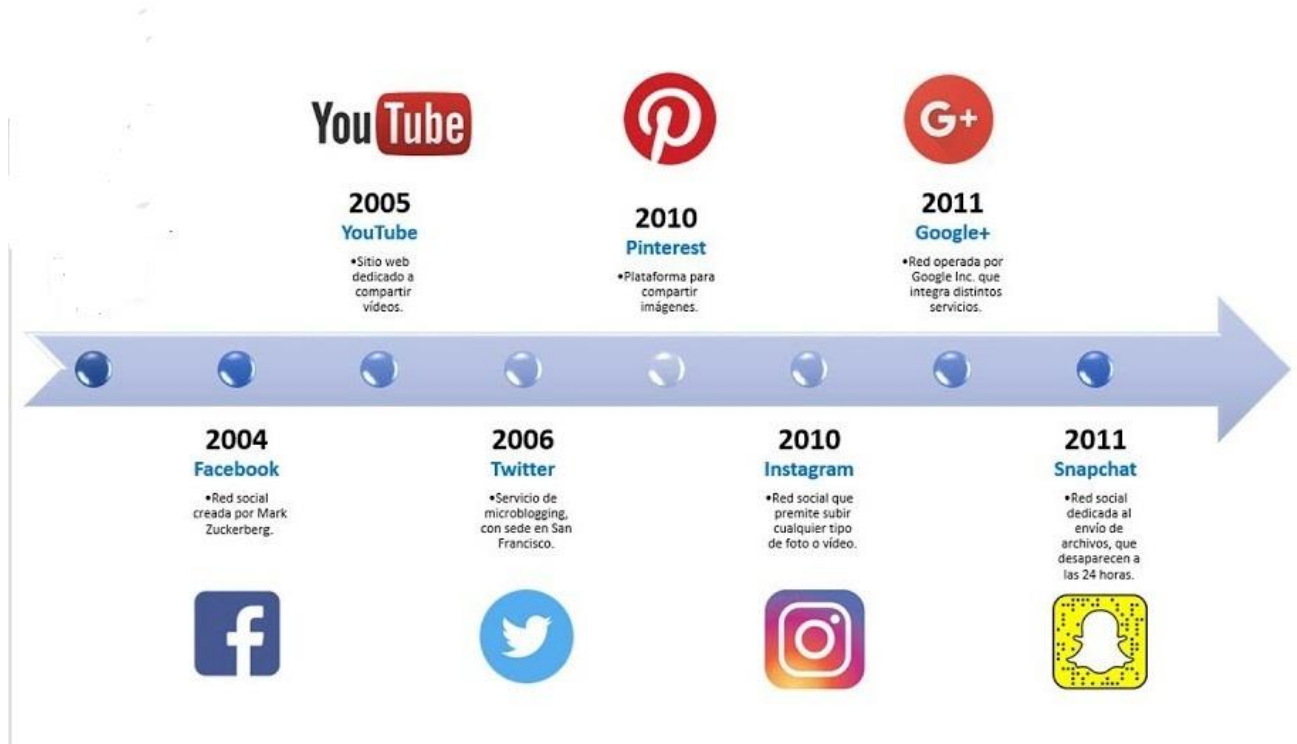 YouTube
2005
YouTube
•Sitio web
dedicado a
compartir
vídeos.
2010
Pinterest
•Plataforma para
compartir
imágenes.
G+
2011
Google+
•Red operada por
Google Inc. que
integra distintos
servicios.
2004
Facebook
•Red social
creada por Mark
Zuckerberg.
2006
Twitter
•Servicio de
microblogging,
con sede en San
Francisco.
2010
Instagram
•Red social que
premite subir
cualquier tipo
de foto o vídeo.
2011
Snapchat
•Red social
dedicada al
envío de
archivos, que
desaparecen a
las 24 horas.